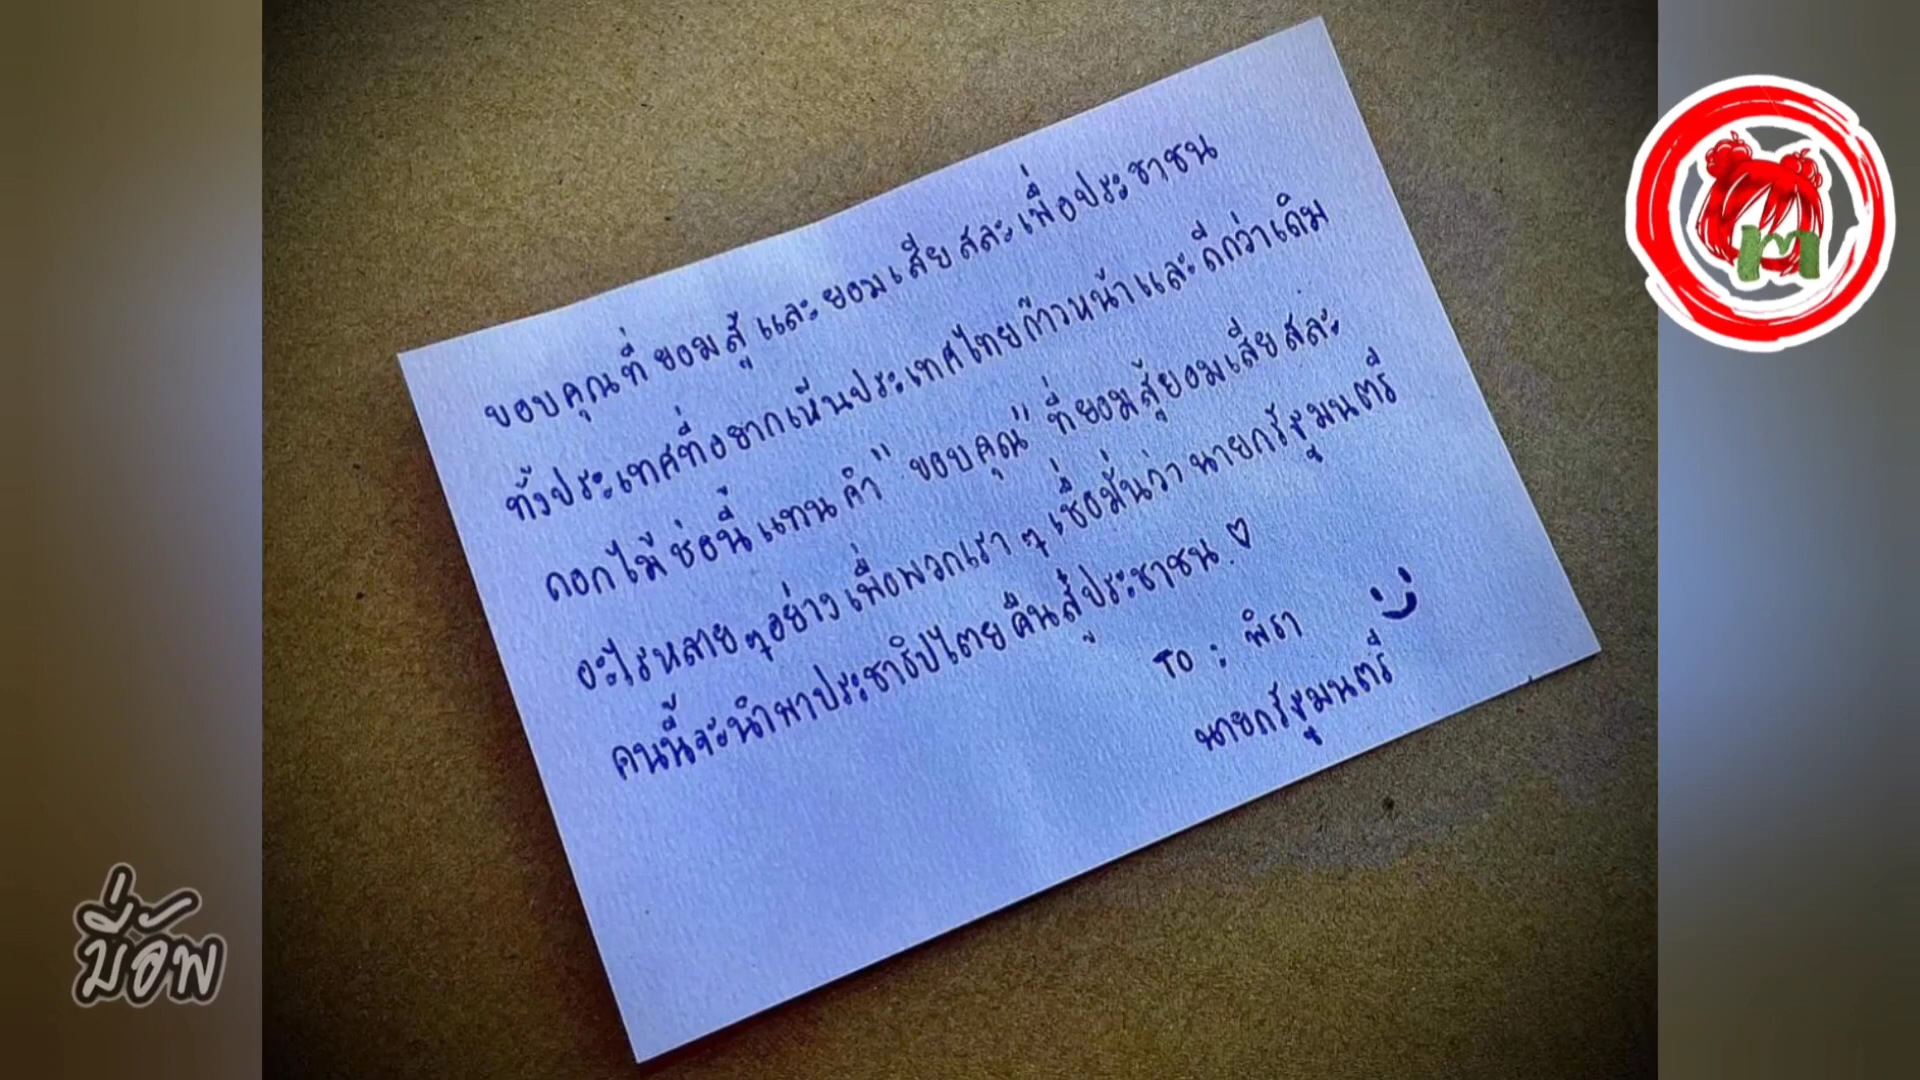 ขอบคุณที่ยอมสู้ และยอมเสียสละเพื่อประชาชน
ทั้งประเทศที่อยากเห็นประเทศไทยก้าวหน้าและดีกว่าเดิม
ดอกไม้ช่อนี้แทนคำ "ขอบคุณ" ที่ยอมสู้ยอมเสียสละ
อะไรหลายๆอย่าง เพื่อพวกเรา ๆ เชื่อมั่นว่า นายกรัฐมนตรี
คนนี้จะนำพาประชาธิปไตยคืนสู่ประชาชน. ♡
TO : พิธา
นายกรัฐมนตรี
M
บี่อัพ